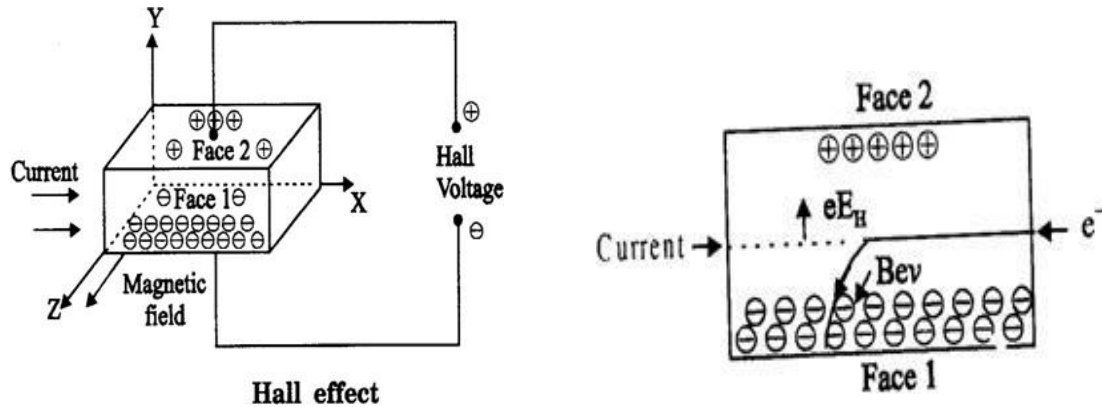 Y
⊕⊕⊕
⊕ Face 2 ⊕
Current
⊖ Face 1 ⊖
X
⊖⊖⊖⊖⊖⊖⊖⊖
⊖⊖⊖⊖⊖⊖⊖⊖⊖
Z
Magnetic
field
⊕
Hall
Voltage
⊖
Hall effect
Face 2
⊕⊕⊕⊕⊕
eE_H
Current
e⁻
Bev
Face 1